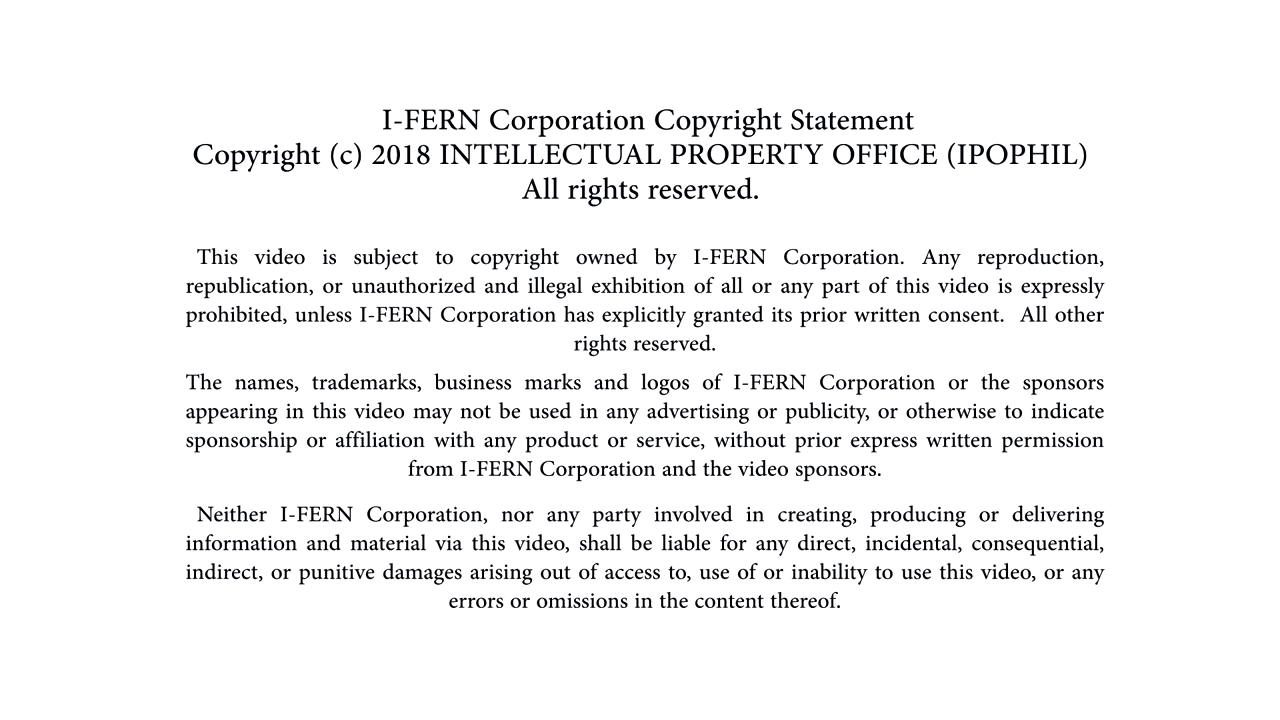 I-FERN Corporation Copyright Statement
Copyright (c) 2018 INTELLECTUAL PROPERTY OFFICE (IPOPHIL)
All rights reserved.
This video is subject to copyright owned by I-FERN Corporation. Any reproduction,
republication, or unauthorized and illegal exhibition of all or any part of this video is expressly
prohibited, unless I-FERN Corporation has explicitly granted its prior written consent. All other
rights reserved.
The names, trademarks, business marks and logos of I-FERN Corporation or the sponsors
appearing in this video may not be used in any advertising or publicity, or otherwise to indicate
sponsorship or affiliation with any product or service, without prior express written permission
from I-FERN Corporation and the video sponsors.
Neither I-FERN Corporation, nor any party involved in creating, producing or delivering
information and material via this video, shall be liable for any direct, incidental, consequential,
indirect, or punitive damages arising out of access to, use of or inability to use this video, or any
errors or omissions in the content thereof.